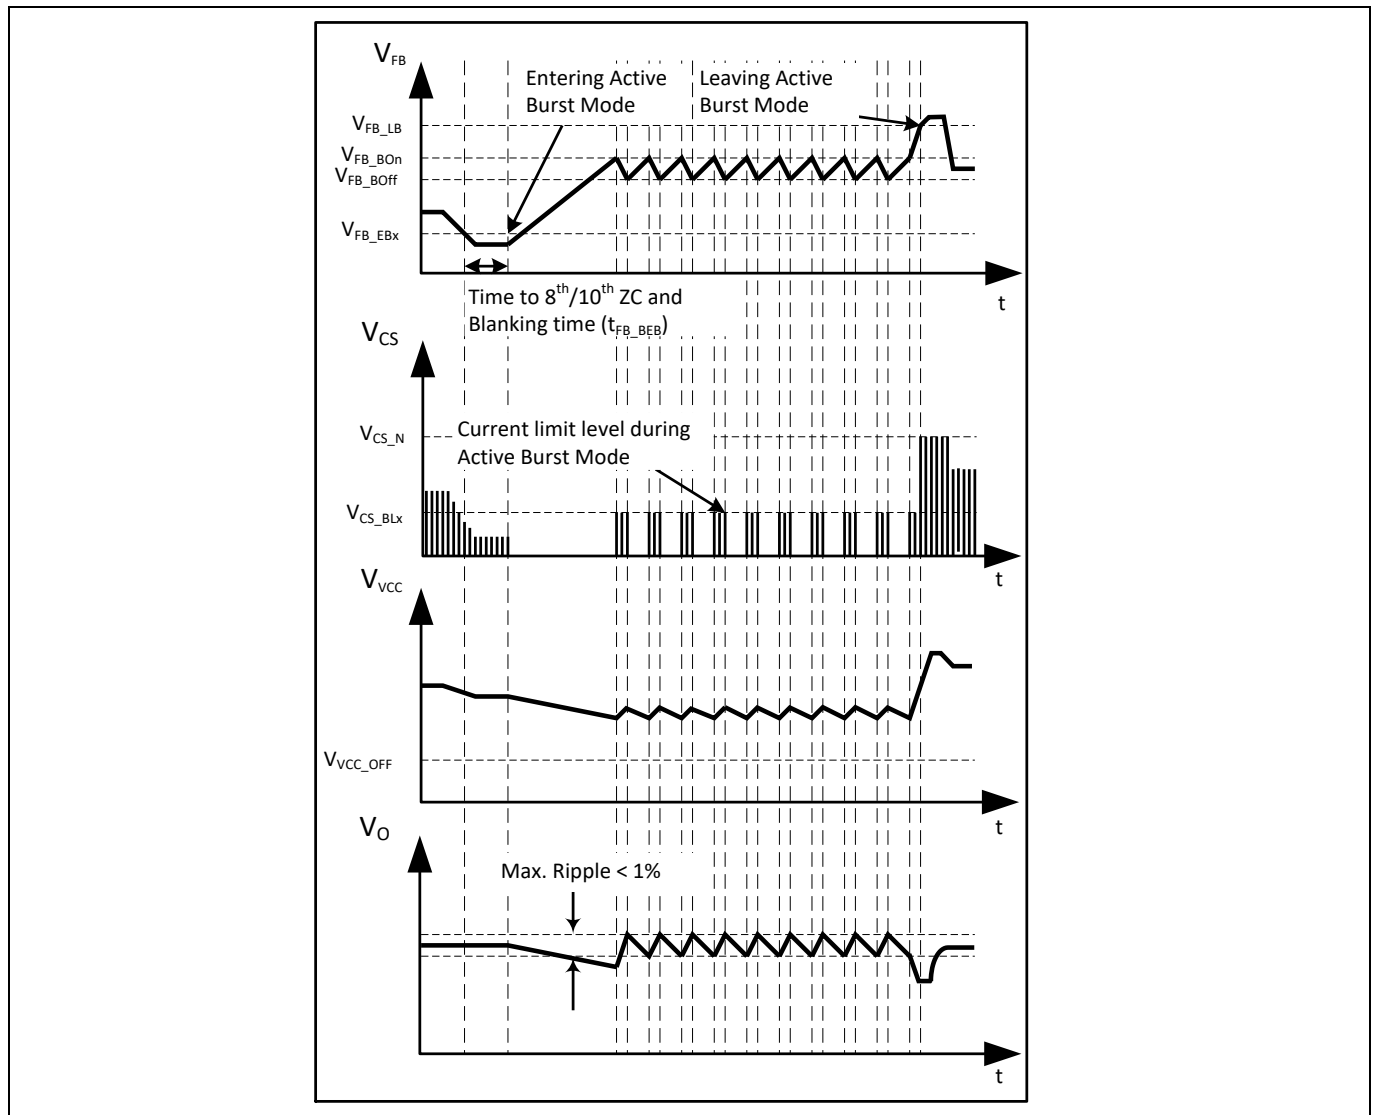 V_FB
Entering Active
Burst Mode
Leaving Active
Burst Mode
V_FB_LB
V_FB_BOn
V_FB_BOff
V_FB_EBx
t
Time to 8th/10th ZC and
Blanking time (t_FB_BEB)
V_CS
V_CS_N
Current limit level during
Active Burst Mode
V_CS_BLx
t
V_VCC
V_VCC_OFF
t
V_O
Max. Ripple < 1%
t